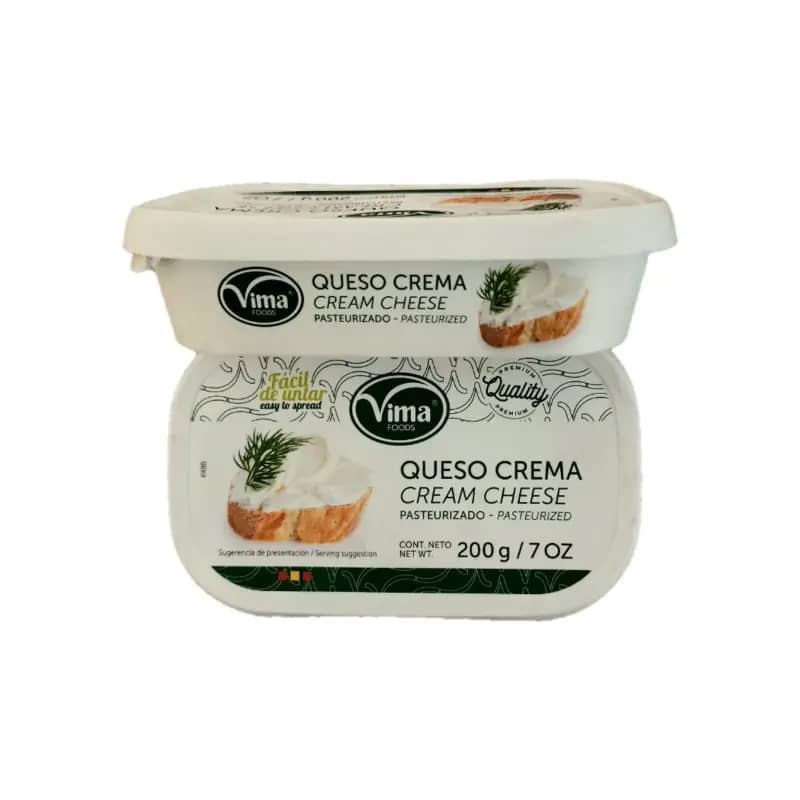 Vima
FOODS
QUESO CREMA
CREAM CHEESE
PASTEURIZADO - PASTEURIZED
Fácil
de untar
easy to spread
Vima®
FOODS
PREMIUM
Quality
PREMIUM
QUESO CREMA
CREAM CHEESE
PASTEURIZADO - PASTEURIZED
CONT. NETO
NET WT. 200 g / 7 OZ
Sugerencia de presentación / Serving suggestion